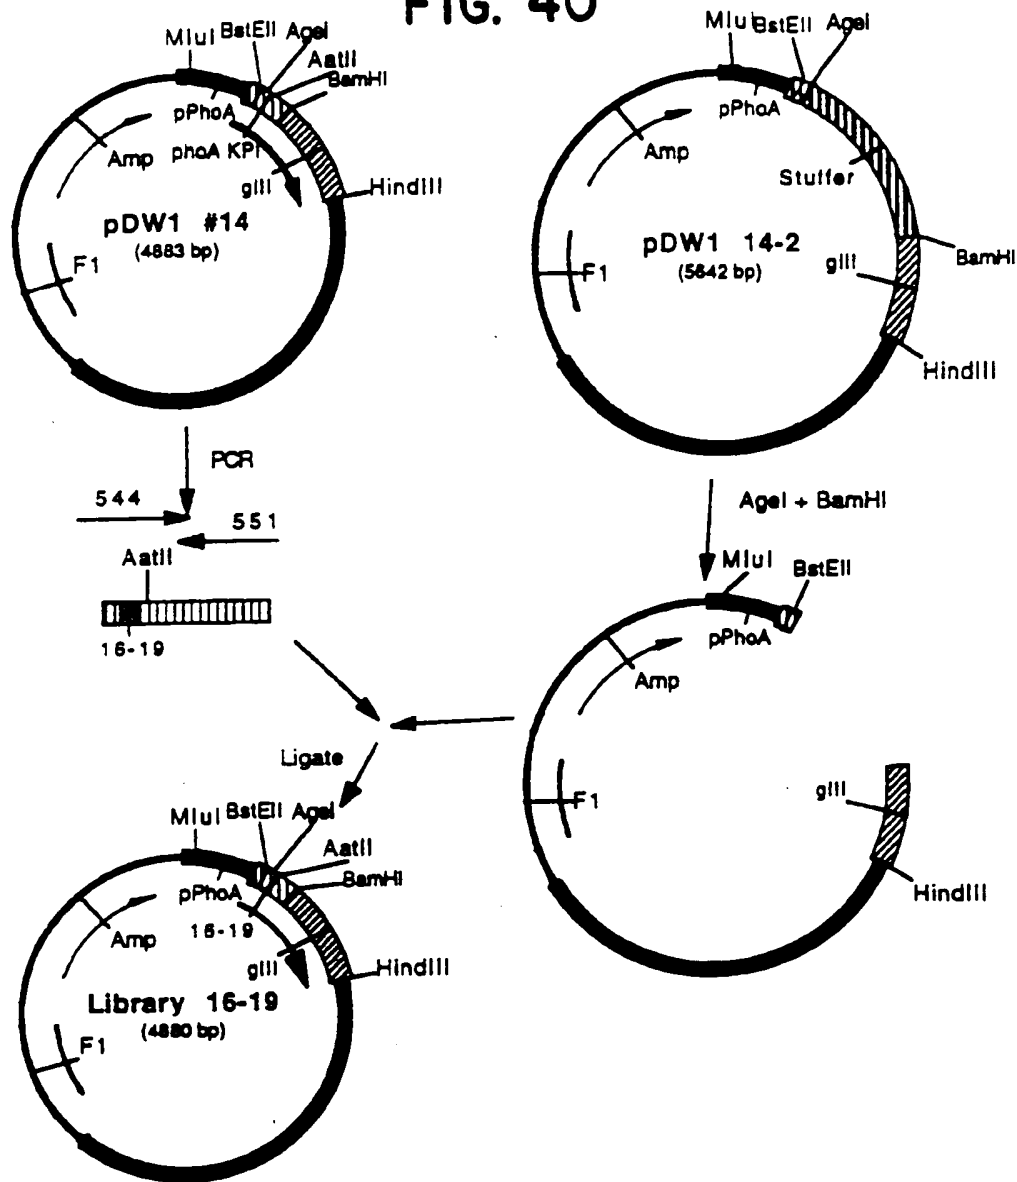 FIG. 40
MluI BstEII AgeI
AatII
BamHI
pPhoA
Amp
phoA KPI
gIII
HindIII
pDW1 #14
(4883 bp)
F1
MluI BstEII AgeI
pPhoA
Amp
Stuffer
pDW1 14-2
(5642 bp)
BamHI
gIII
F1
HindIII
PCR
544
551
AatII
16-19
AgeI + BamHI
MluI
BstEII
pPhoA
Amp
gIII
F1
HindIII
Ligate
MluI BstEII AgeI
AatII
BamHI
pPhoA
16-19
Amp
gIII
HindIII
Library 16-19
(4880 bp)
F1